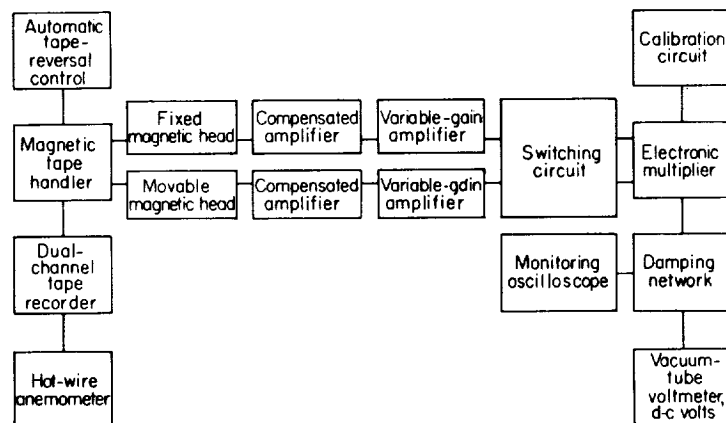 Automatic
tape-
reversal
control
Calibration
circuit
Fixed
magnetic head
Compensated
amplifier
Variable-gain
amplifier
Magnetic
tape
handler
Switching
circuit
Electronic
multiplier
Movable
magnetic head
Compensated
amplifier
Variable-gain
amplifier
Dual-
channel
tape
recorder
Monitoring
oscilloscope
Damping
network
Hot-wire
anemometer
Vacuum-
tube
voltmeter,
d-c volts